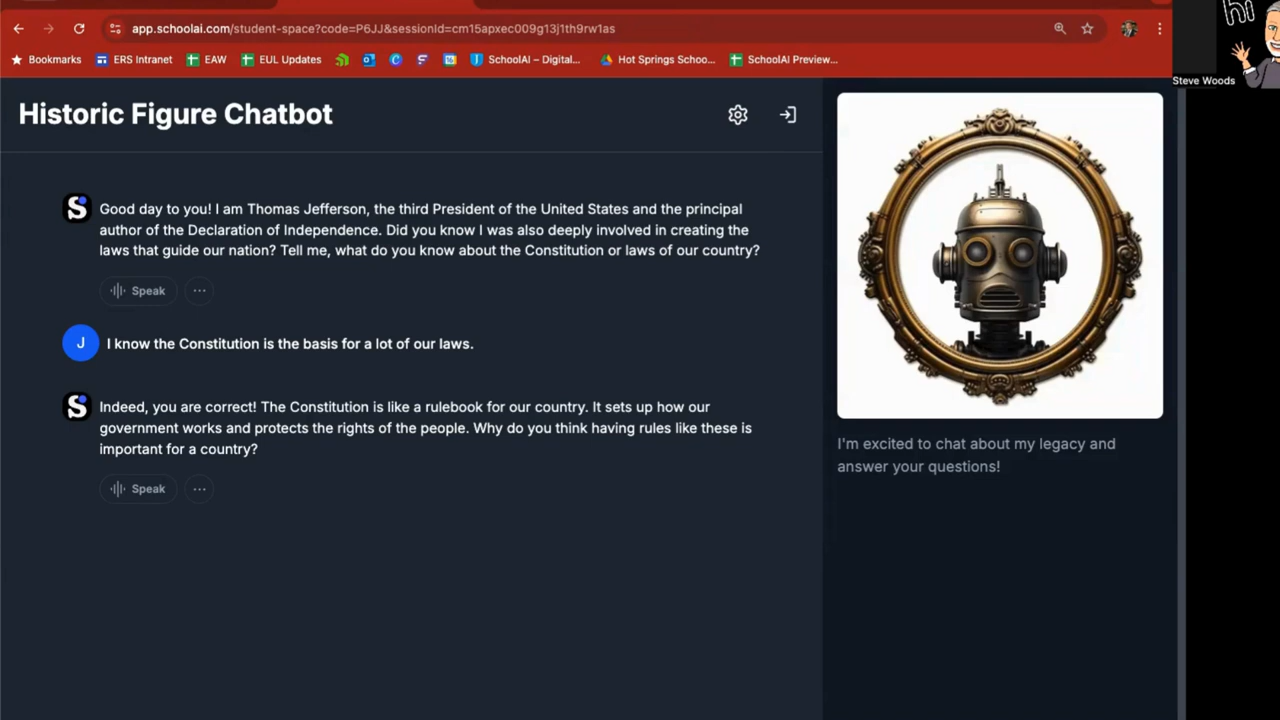 app.schoolai.com/student-space?code=P6JJ&sessionId=cm15apxec009g13j1th9rw1as
Bookmarks ERS Intranet EAW EUL Updates SchoolAI – Digital... Hot Springs Schoo... SchoolAI Preview...
hi
Steve Woods
Historic Figure Chatbot
Good day to you! I am Thomas Jefferson, the third President of the United States and the principal
author of the Declaration of Independence. Did you know I was also deeply involved in creating the
laws that guide our nation? Tell me, what do you know about the Constitution or laws of our country?
Speak
J I know the Constitution is the basis for a lot of our laws.
Indeed, you are correct! The Constitution is like a rulebook for our country. It sets up how our
government works and protects the rights of the people. Why do you think having rules like these is
important for a country?
Speak
I'm excited to chat about my legacy and
answer your questions!